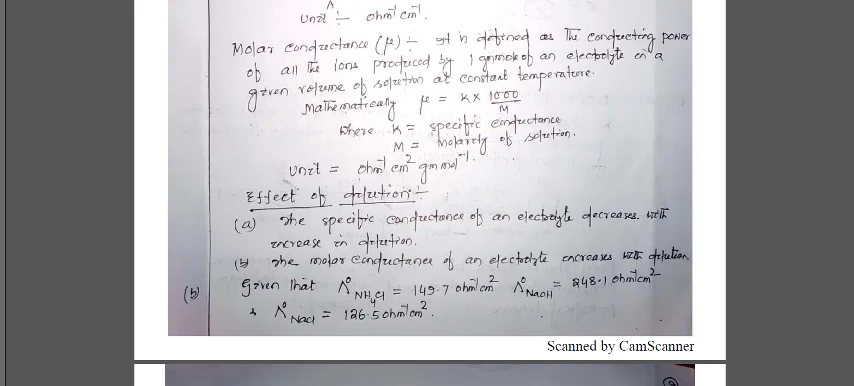 Λ
Unit :- ohm⁻¹cm⁻¹.
Molar conductance (μ) :- It is defined as the conducting power
of all the ions produced by 1 gmmole of an electrolyte in a
given volume of solution at constant temperature.
Mathematically μ = K × 1000/M
Where K = specific conductance
M = molarity of solution.
Unit = ohm⁻¹ cm² gmmol⁻¹.
Effect of dilution :-
(a) The specific conductance of an electrolyte decreases with
increase in dilution.
(b) The molar conductance of an electrolyte increases with dilution.
(b) Given that Λ° NH₄Cl = 149.7 ohm⁻¹cm² Λ° NaOH = 248.1 ohm⁻¹cm²
& Λ° NaCl = 126.5 ohm⁻¹cm².
Scanned by CamScanner